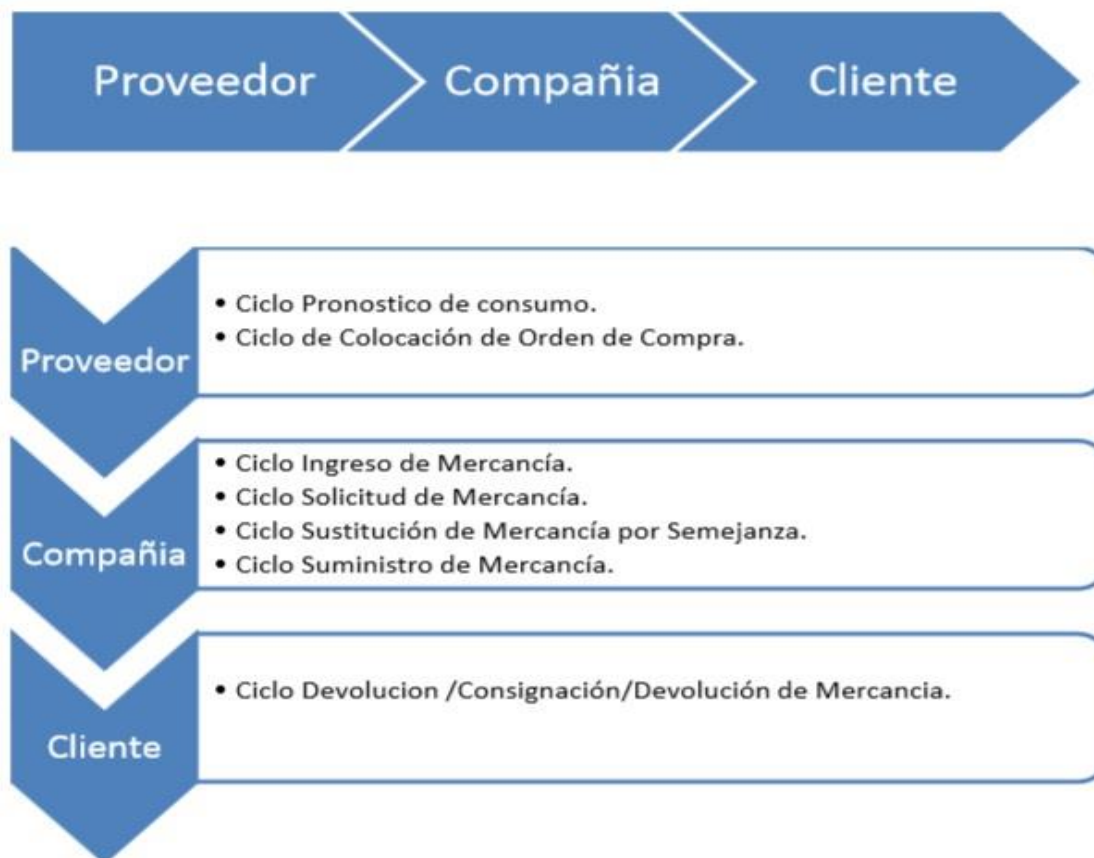 Proveedor
Compañia
Cliente
Proveedor
• Ciclo Pronostico de consumo.
• Ciclo de Colocación de Orden de Compra.
Compañia
• Ciclo Ingreso de Mercancía.
• Ciclo Solicitud de Mercancía.
• Ciclo Sustitución de Mercancía por Semejanza.
• Ciclo Suministro de Mercancía.
Cliente
• Ciclo Devolucion /Consignación/Devolución de Mercancia.